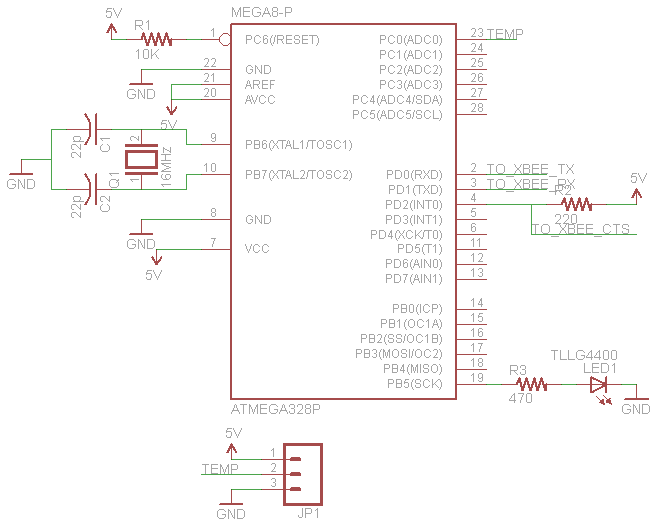 MEGA8-P
5V
R1
10K
1
PC6(/RESET)
PC0(ADC0)
23
TEMP
PC1(ADC1)
24
22
GND
PC2(ADC2)
25
GND
21
AREF
PC3(ADC3)
26
20
AVCC
PC4(ADC4/SDA)
27
5V
PC5(ADC5/SCL)
28
22p
C1
2
9
PB6(XTAL1/TOSC1)
Q1
1
16MHz
10
PB7(XTAL2/TOSC2)
PD0(RXD)
2
TO_XBEE_TX
GND
PD1(TXD)
3
TO_XBEE_RX
5V
22p
C2
PD2(INT0)
4
R2
220
8
GND
PD3(INT1)
5
GND
PD4(XCK/T0)
6
TO_XBEE_CTS
7
VCC
PD5(T1)
11
5V
PD6(AIN0)
12
PD7(AIN1)
13
PB0(ICP)
14
PB1(OC1A)
15
PB2(SS/OC1B)
16
PB3(MOSI/OC2)
17
TLLG4400
PB4(MISO)
18
R3
LED1
PB5(SCK)
19
470
GND
ATMEGA328P
5V
1
TEMP
2
3
GND
JP1